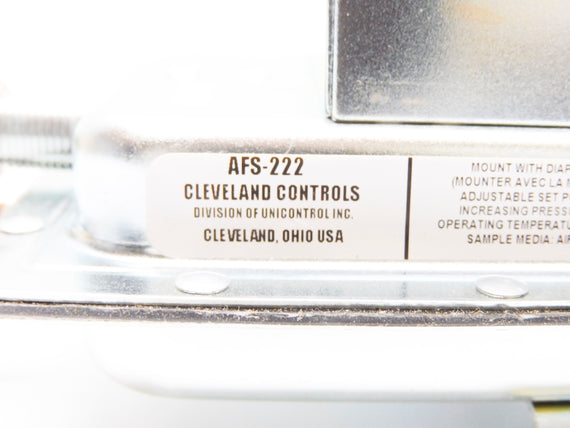 AFS-222
CLEVELAND CONTROLS
DIVISION OF UNICONTROL INC.
CLEVELAND, OHIO USA
MOUNT WITH
(MOUNTER AVEC LA
ADJUSTABLE SET
INCREASING
OPERATING
SAMPLE MEDIA: AIR